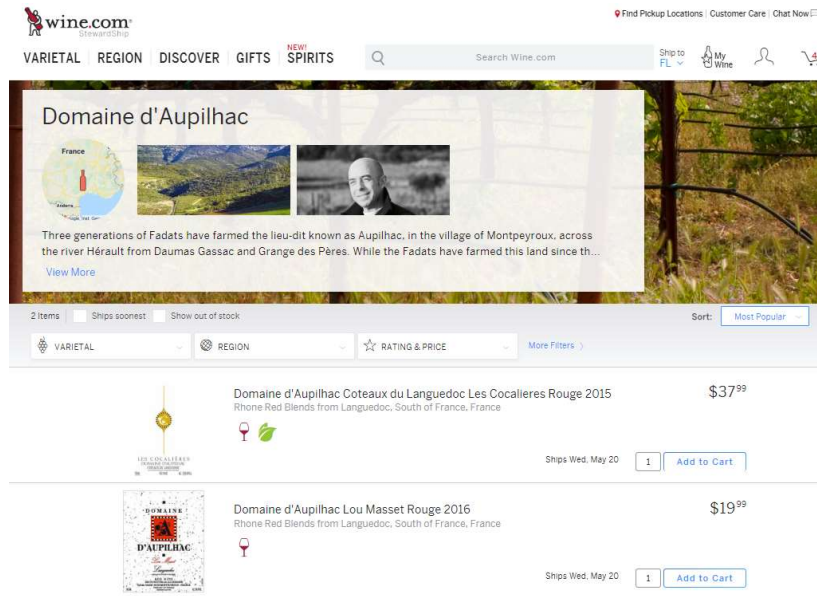 Find Pickup Locations | Customer Care | Chat Now
wine.com
StewardShip
VARIETAL REGION DISCOVER GIFTS NEW! SPIRITS
Search Wine.com
Ship to
FL
My
Wine
4
Domaine d'Aupilhac
France
Andorra
Three generations of Fadats have farmed the lieu-dit known as Aupilhac, in the village of Montpeyroux, across
the river Hérault from Daumas Gassac and Grange des Pères. While the Fadats have farmed this land since th...
View More
2 Items Ships soonest Show out of stock
Sort: Most Popular
VARIETAL REGION RATING & PRICE More Filters
Domaine d'Aupilhac Coteaux du Languedoc Les Cocalieres Rouge 2015
$37⁹⁹
Rhone Red Blends from Languedoc, South of France, France
LES COCALIÈRES
Ships Wed, May 20 1 Add to Cart
Domaine d'Aupilhac Lou Masset Rouge 2016
$19⁹⁹
Rhone Red Blends from Languedoc, South of France, France
DOMAINE
A
D'AUPILHAC
Lou Maset
Languedoc
Ships Wed, May 20 1 Add to Cart